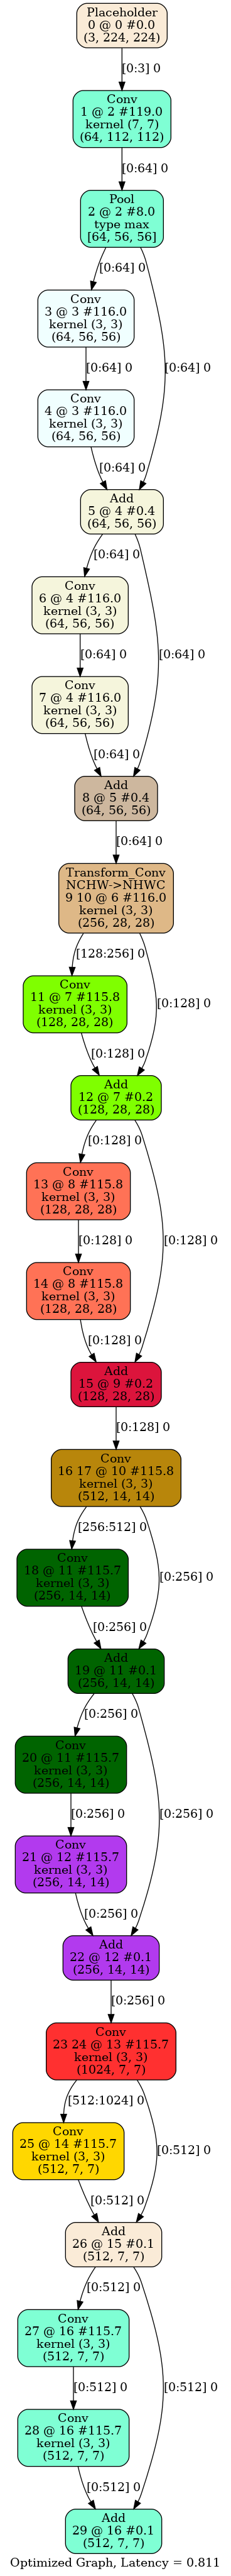 Placeholder
0 @ 0 #0.0
(3, 224, 224)
[0:3] 0
Conv
1 @ 2 #119.0
kernel (7, 7)
(64, 112, 112)
[0:64] 0
Pool
2 @ 2 #8.0
type max
[64, 56, 56]
[0:64] 0
Conv
3 @ 3 #116.0
kernel (3, 3)
(64, 56, 56)
[0:64] 0
[0:64] 0
Conv
4 @ 3 #116.0
kernel (3, 3)
(64, 56, 56)
[0:64] 0
Add
5 @ 4 #0.4
(64, 56, 56)
[0:64] 0
Conv
6 @ 4 #116.0
kernel (3, 3)
(64, 56, 56)
[0:64] 0
[0:64] 0
Conv
7 @ 4 #116.0
kernel (3, 3)
(64, 56, 56)
[0:64] 0
Add
8 @ 5 #0.4
(64, 56, 56)
[0:64] 0
Transform_Conv
NCHW->NHWC
9 10 @ 6 #116.0
kernel (3, 3)
(256, 28, 28)
[128:256] 0
Conv
11 @ 7 #115.8
kernel (3, 3)
(128, 28, 28)
[0:128] 0
[0:128] 0
Add
12 @ 7 #0.2
(128, 28, 28)
[0:128] 0
Conv
13 @ 8 #115.8
kernel (3, 3)
(128, 28, 28)
[0:128] 0
[0:128] 0
Conv
14 @ 8 #115.8
kernel (3, 3)
(128, 28, 28)
[0:128] 0
Add
15 @ 9 #0.2
(128, 28, 28)
[0:128] 0
Conv
16 17 @ 10 #115.8
kernel (3, 3)
(512, 14, 14)
[256:512] 0
Conv
18 @ 11 #115.7
kernel (3, 3)
(256, 14, 14)
[0:256] 0
[0:256] 0
Add
19 @ 11 #0.1
(256, 14, 14)
[0:256] 0
Conv
20 @ 11 #115.7
kernel (3, 3)
(256, 14, 14)
[0:256] 0
[0:256] 0
Conv
21 @ 12 #115.7
kernel (3, 3)
(256, 14, 14)
[0:256] 0
Add
22 @ 12 #0.1
(256, 14, 14)
[0:256] 0
Conv
23 24 @ 13 #115.7
kernel (3, 3)
(1024, 7, 7)
[512:1024] 0
Conv
25 @ 14 #115.7
kernel (3, 3)
(512, 7, 7)
[0:512] 0
[0:512] 0
Add
26 @ 15 #0.1
(512, 7, 7)
[0:512] 0
Conv
27 @ 16 #115.7
kernel (3, 3)
(512, 7, 7)
[0:512] 0
[0:512] 0
Conv
28 @ 16 #115.7
kernel (3, 3)
(512, 7, 7)
[0:512] 0
Add
29 @ 16 #0.1
(512, 7, 7)
Optimized Graph, Latency = 0.811